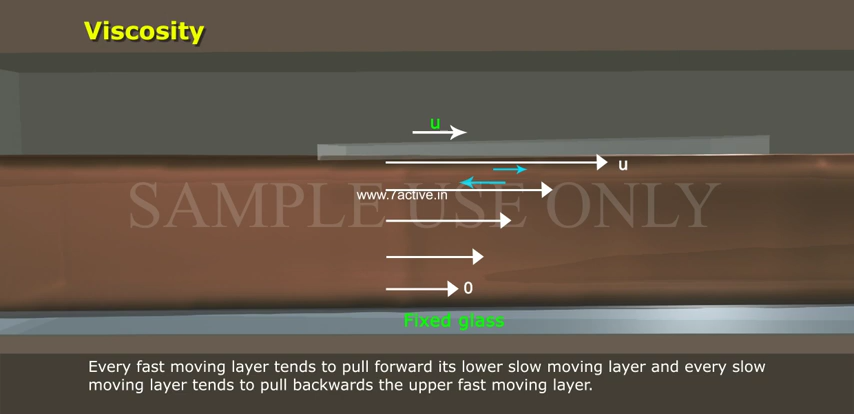 Viscosity
u
u
SAMPLE USE ONLY
www.7active.in
0
Fixed glass
Every fast moving layer tends to pull forward its lower slow moving layer and every slow
moving layer tends to pull backwards the upper fast moving layer.